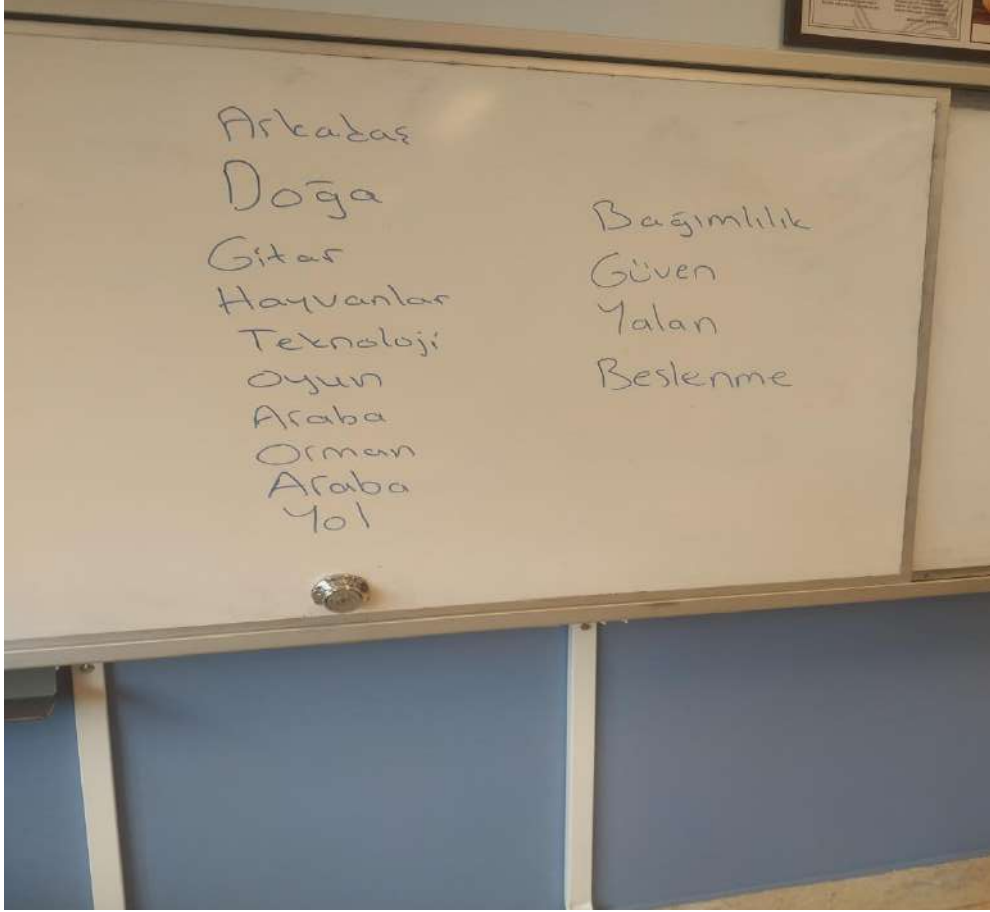 Arkadaş
Doğa
Gitar
Hayvanlar
Teknoloji
Oyun
Araba
Orman
Araba
Yol
Bağımlılık
Güven
Yalan
Beslenme